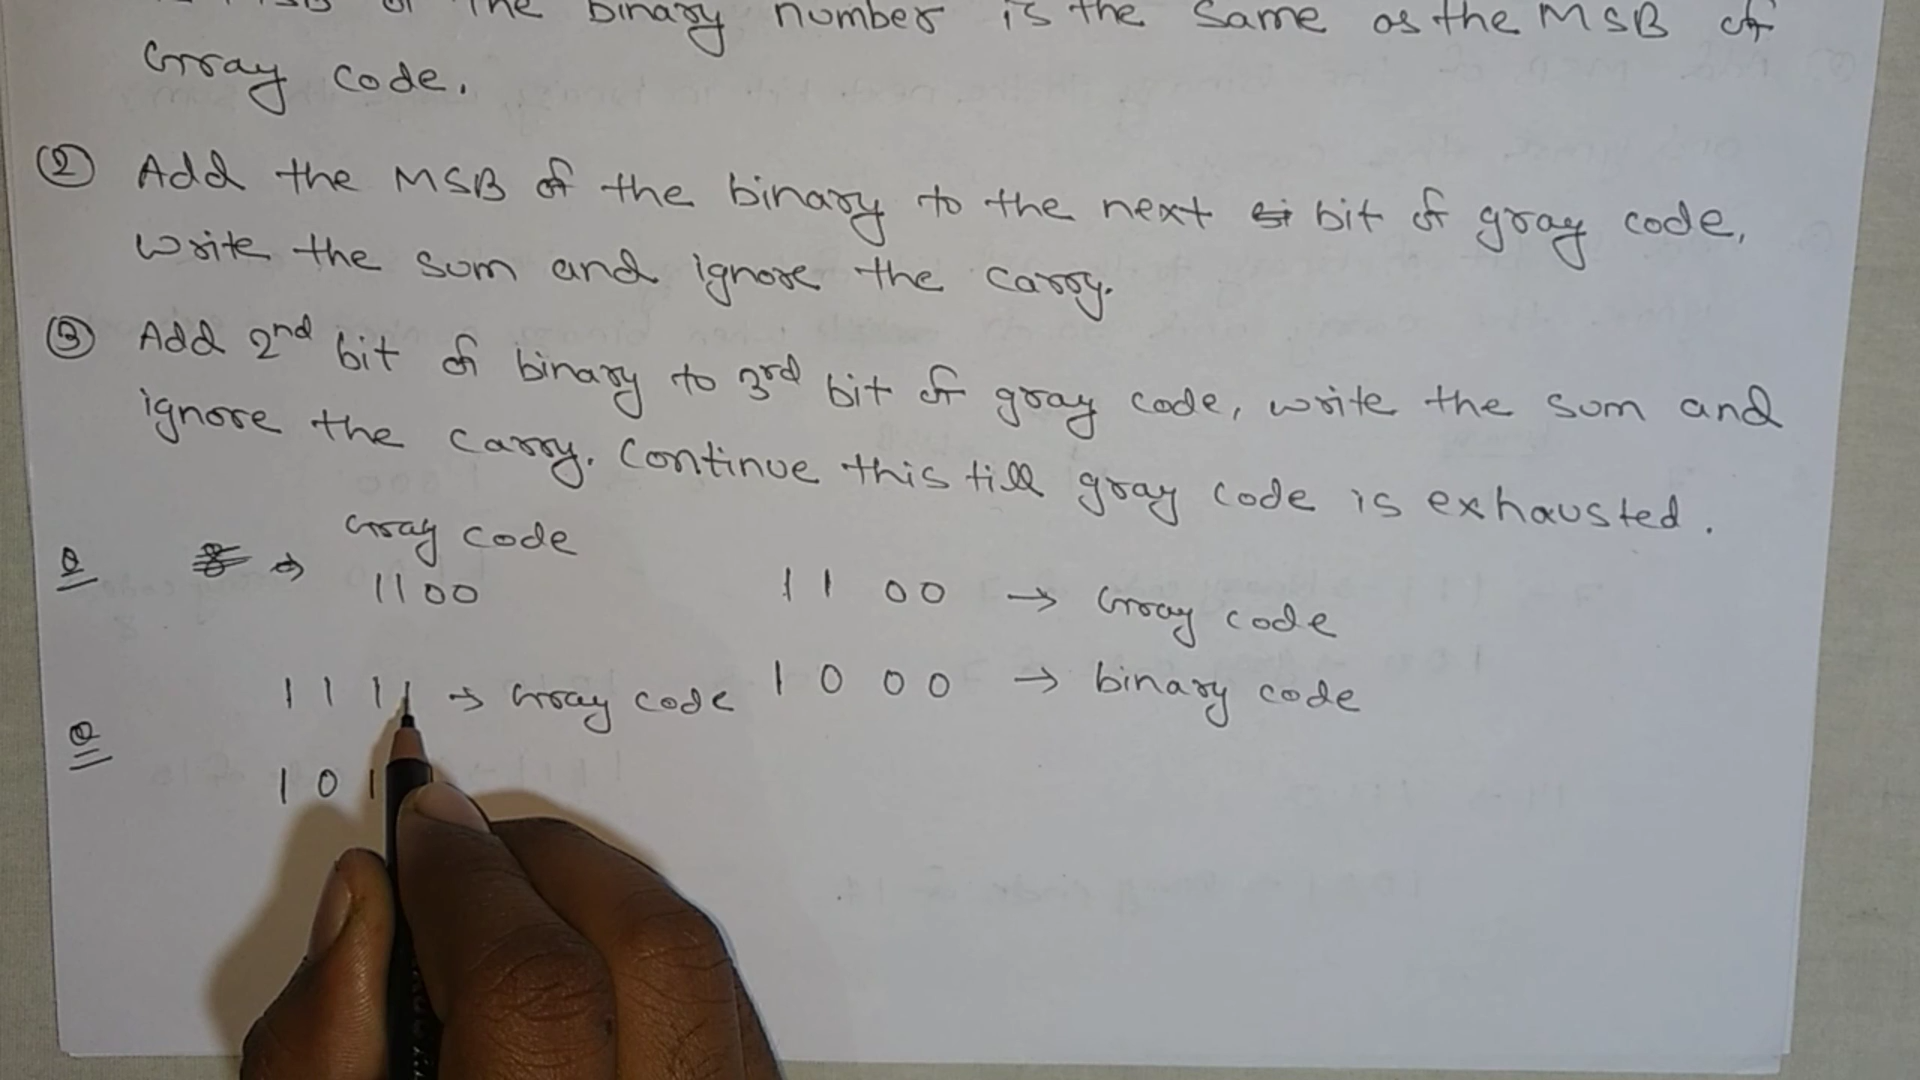 of the binary number is the same as the MSB of
Gray code.
② Add the MSB of the binary to the next bit of gray code,
write the sum and ignore the carry.
③ Add 2nd bit of binary to 3rd bit of gray code, write the sum and
ignore the carry. Continue this till gray code is exhausted.
Q ⇒ Gray code
1100
1 1 0 0 → Gray code
1 0 0 0 → binary code
Q 1 1 1 1 → Gray code
1 0 1